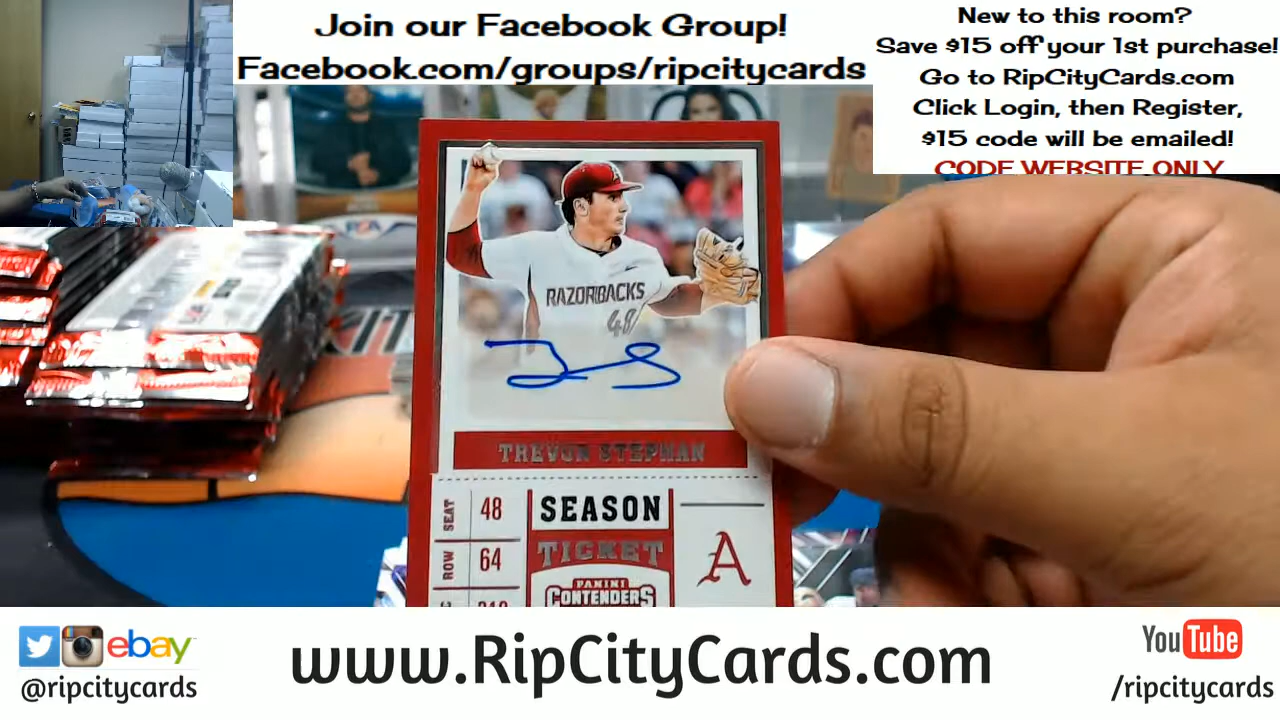 Join our Facebook Group!
Facebook.com/groups/ripcitycards
New to this room?
Save $15 off your 1st purchase!
Go to RipCityCards.com
Click Login, then Register,
$15 code will be emailed!
CODE WEBSITE ONLY
RAZORBACKS
48
TREVOR STEPHAN
SEAT 48
ROW 64
SEASON
TICKET
PANINI
CONTENDERS
A
ebay
@ripcitycards
www.RipCityCards.com
YouTube
/ripcitycards